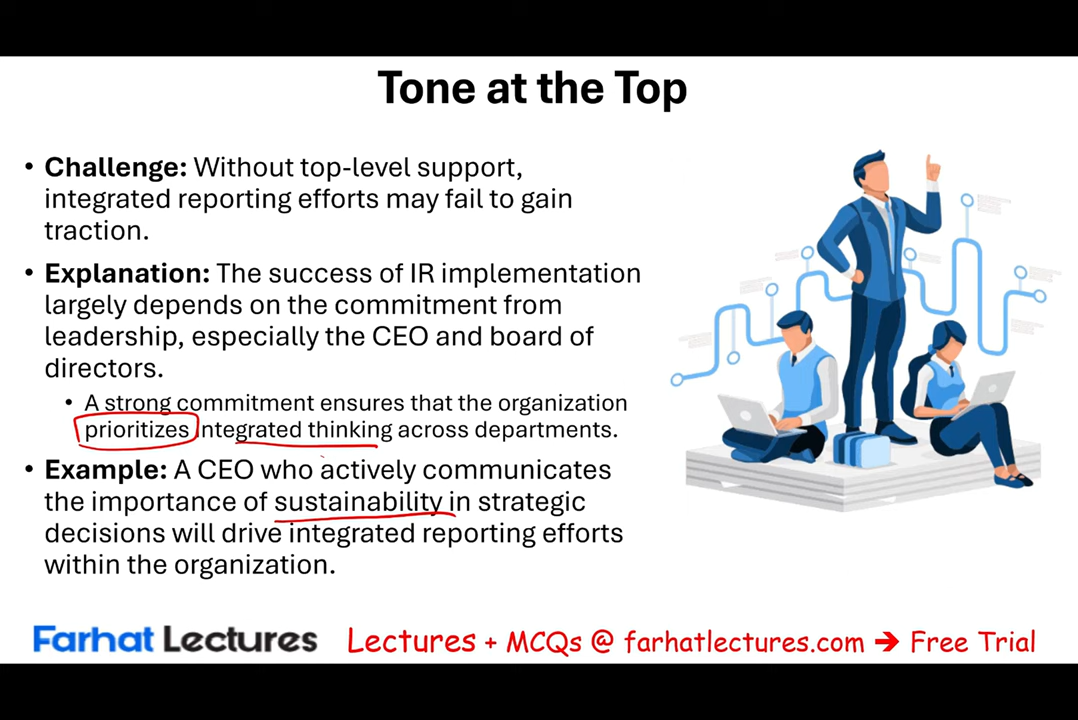 Tone at the Top
• Challenge: Without top-level support,
integrated reporting efforts may fail to gain
traction.
• Explanation: The success of IR implementation
largely depends on the commitment from
leadership, especially the CEO and board of
directors.
• A strong commitment ensures that the organization
prioritizes integrated thinking across departments.
• Example: A CEO who actively communicates
the importance of sustainability in strategic
decisions will drive integrated reporting efforts
within the organization.
Farhat Lectures Lectures + MCQs @ farhatlectures.com ➔ Free Trial